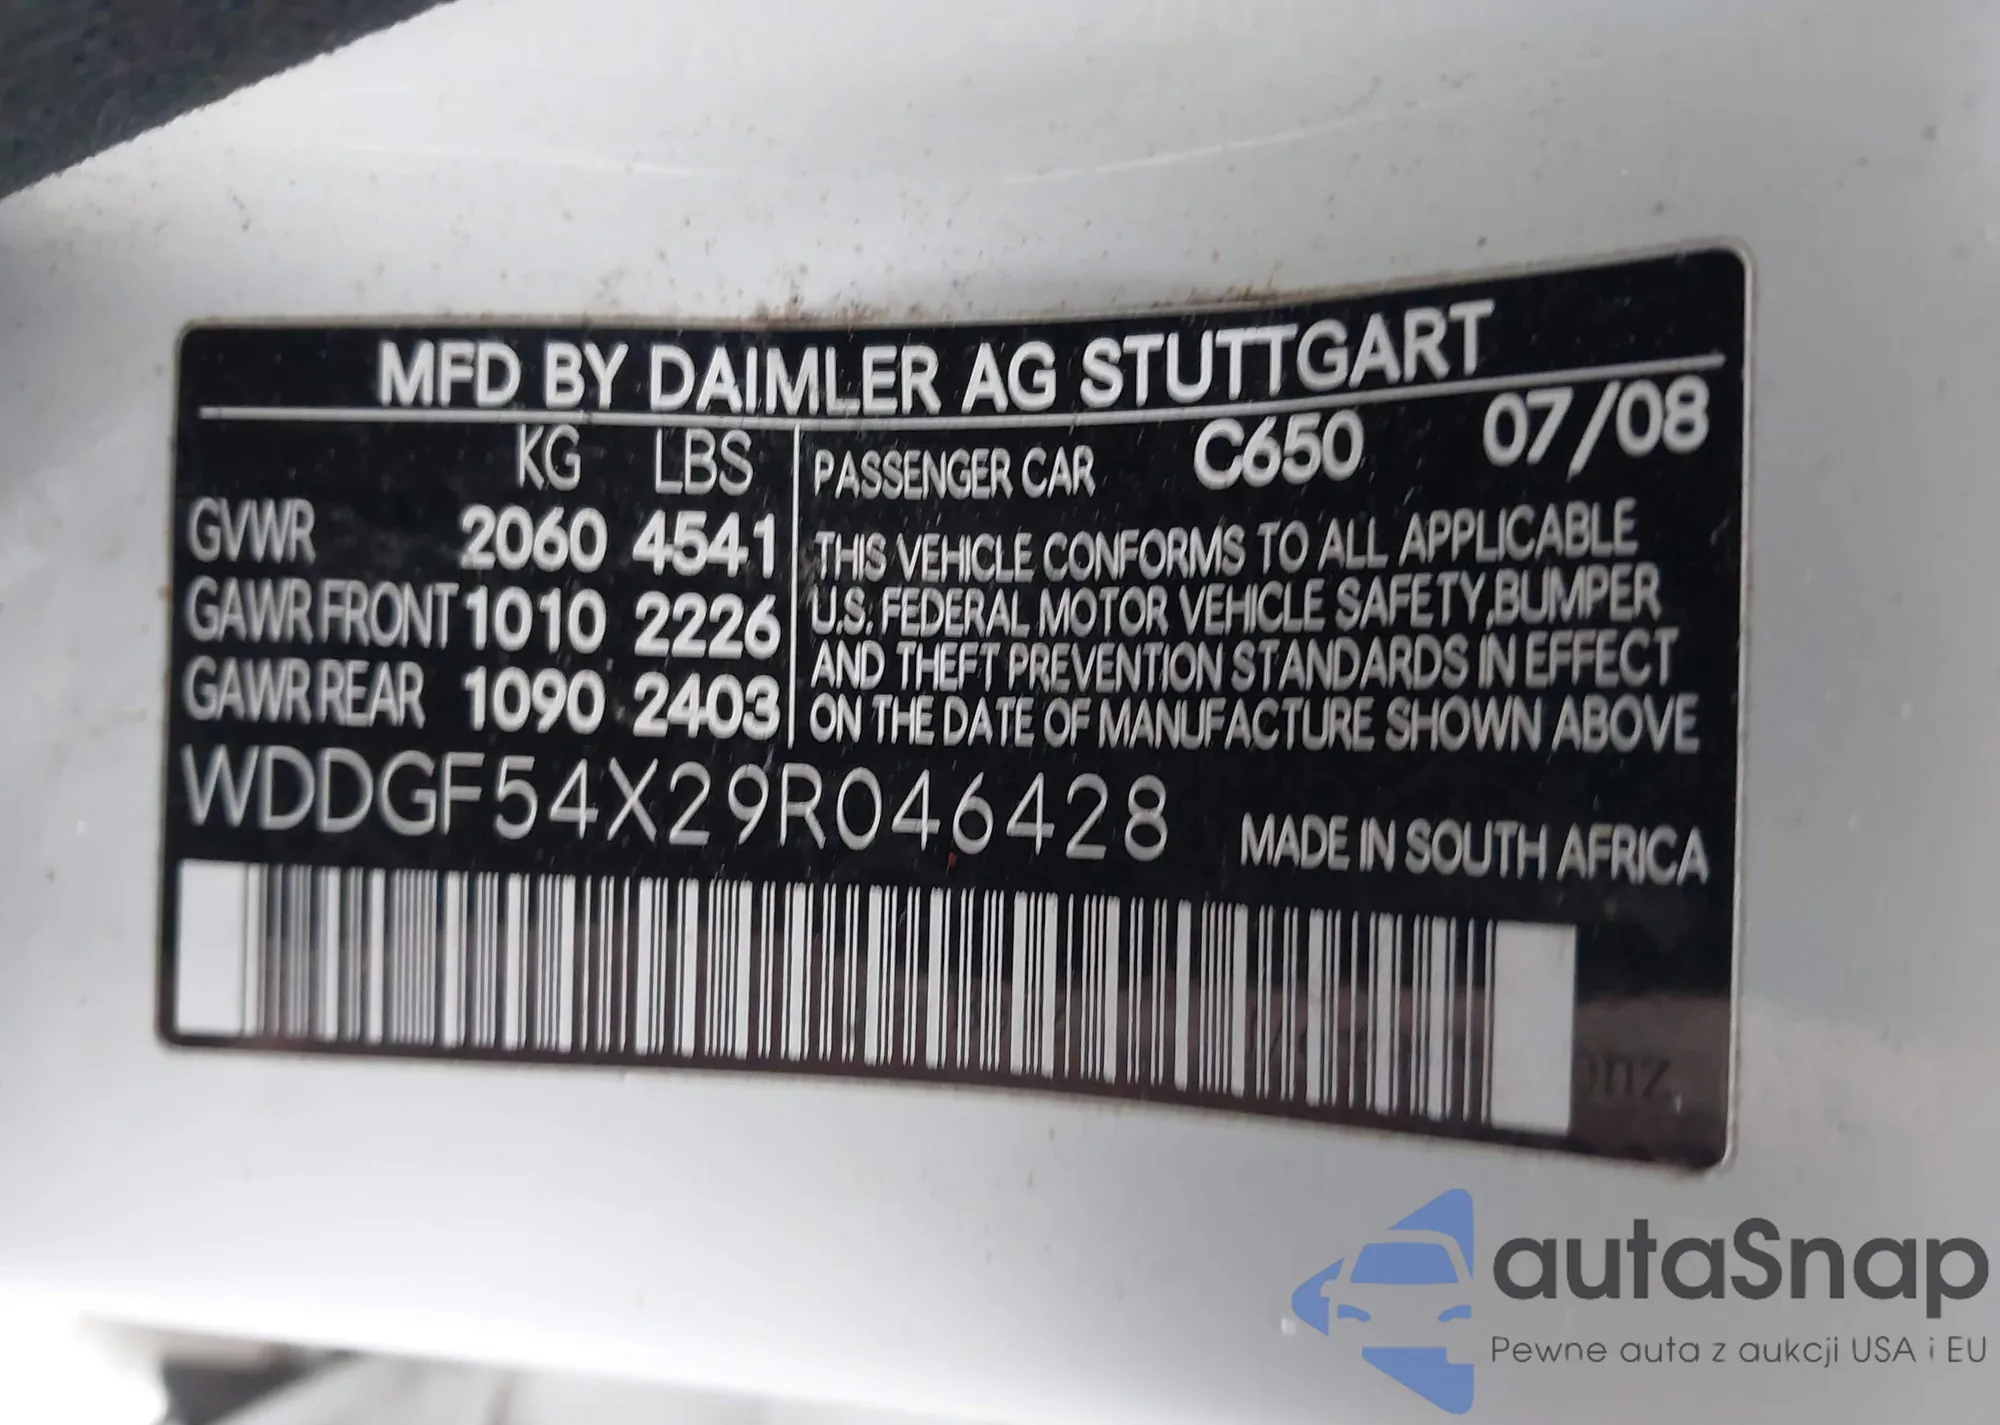 MFD BY DAIMLER AG STUTTGART
KG LBS
GVWR 2060 4541
GAWR FRONT 1010 2226
GAWR REAR 1090 2403
PASSENGER CAR C650 07/08
THIS VEHICLE CONFORMS TO ALL APPLICABLE
U.S. FEDERAL MOTOR VEHICLE SAFETY,BUMPER
AND THEFT PREVENTION STANDARDS IN EFFECT
ON THE DATE OF MANUFACTURE SHOWN ABOVE
WDDGF54X29R046428
MADE IN SOUTH AFRICA
autaSnap
Pewne auta z aukcji USA i EU